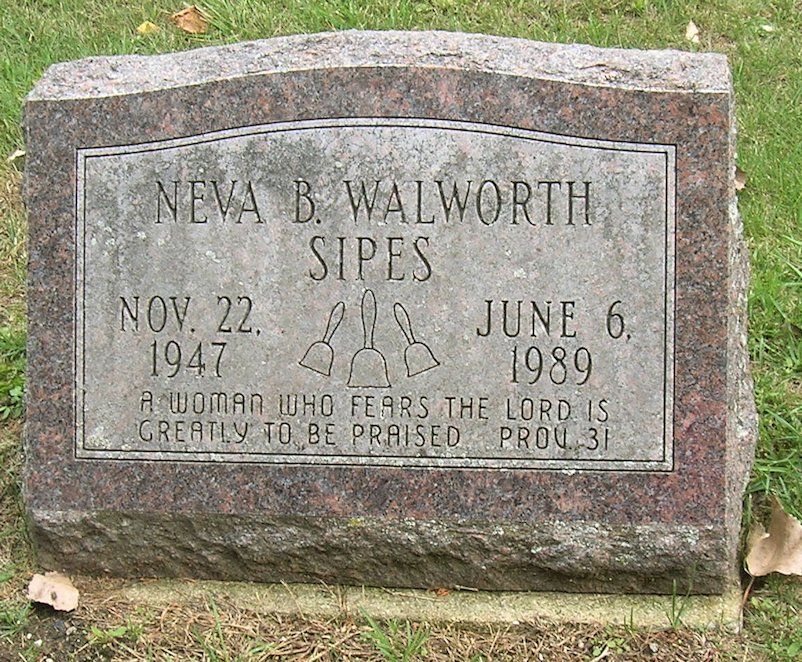 NEVA B. WALWORTH
SIPES
NOV. 22, JUNE 6,
1947 1989
A WOMAN WHO FEARS THE LORD IS
GREATLY TO BE PRAISED PROV. 31